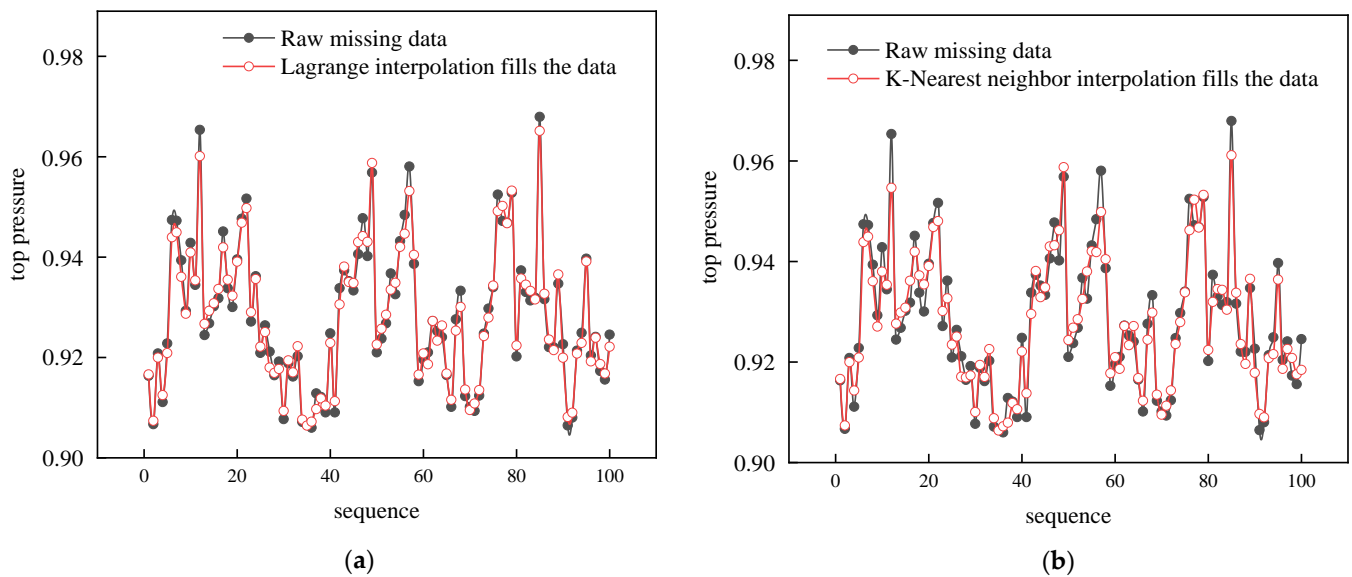 Raw missing data
Lagrange interpolation fills the data
0.98
0.96
0.94
0.92
0.90
top pressure
0 20 40 60 80 100
sequence
(a)
Raw missing data
K-Nearest neighbor interpolation fills the data
0.98
0.96
0.94
0.92
0.90
top pressure
0 20 40 60 80 100
sequence
(b)